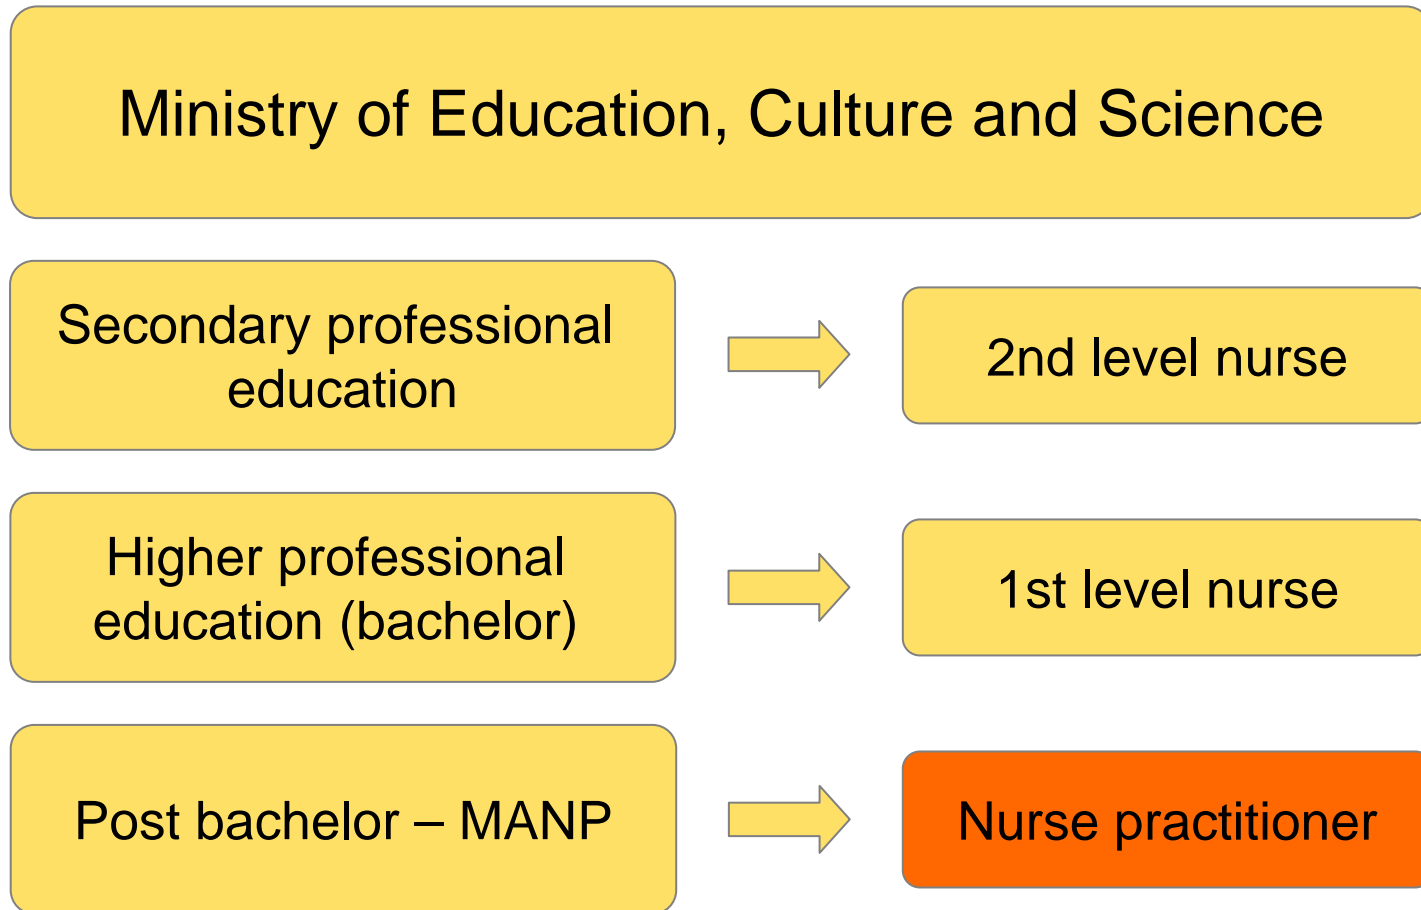 Ministry of Education, Culture and Science
Secondary professional
education
2nd level nurse
Higher professional
education (bachelor)
1st level nurse
Post bachelor – MANP
Nurse practitioner